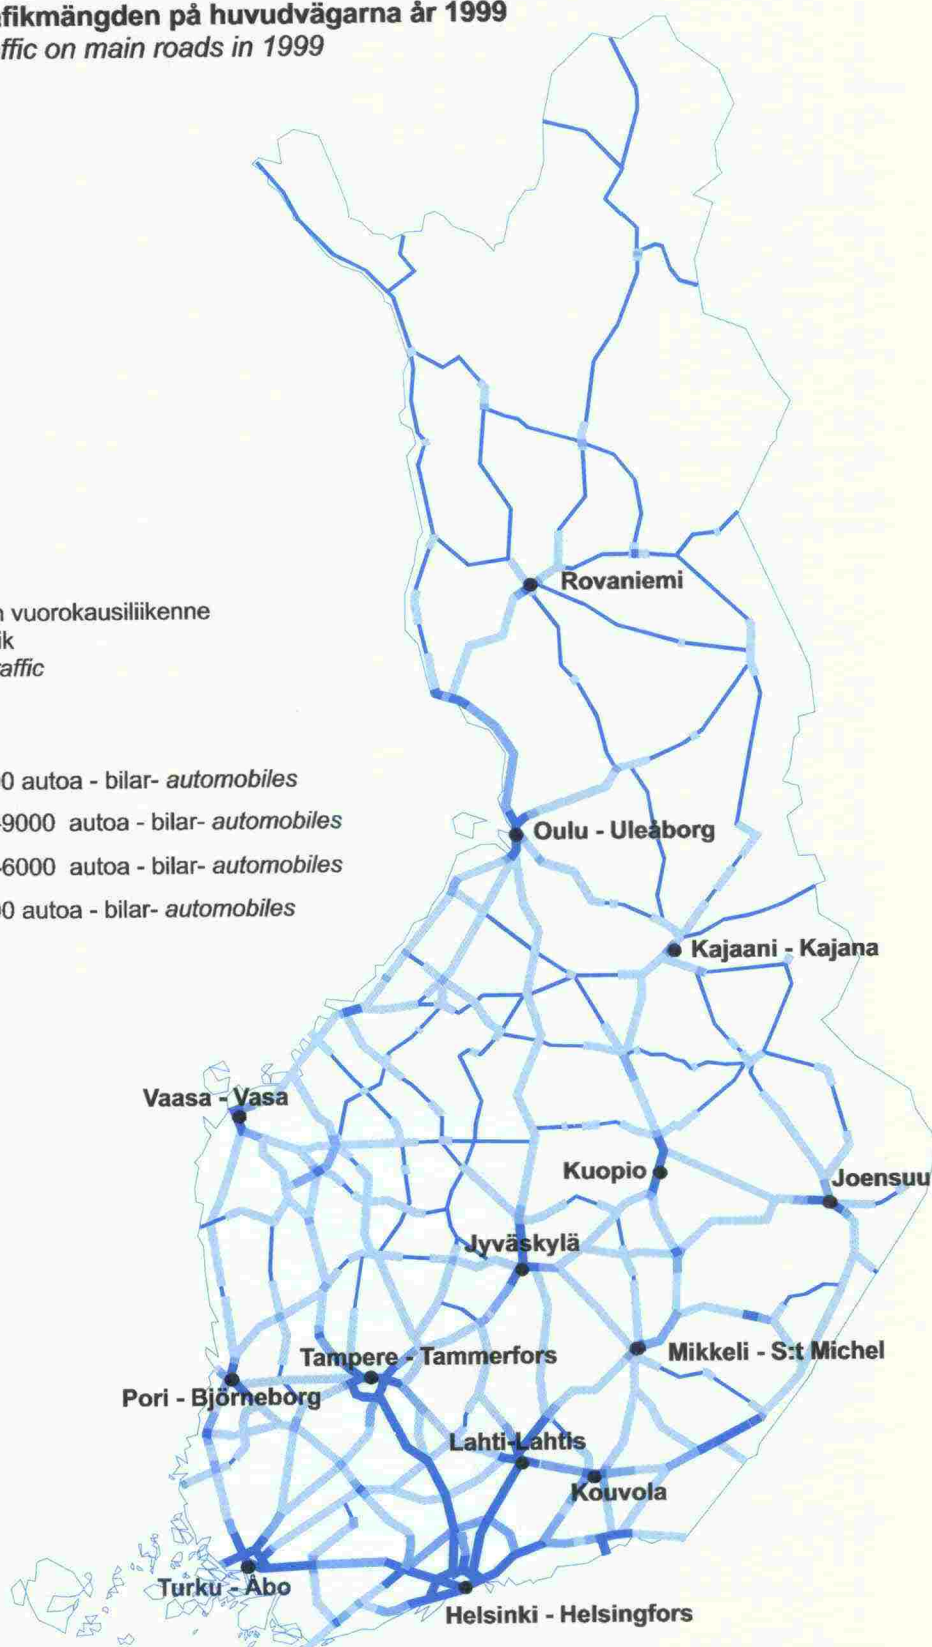 fikmängden på huvudvägarna år 1999
ffic on main roads in 1999
Rovaniemi
vuorokausiliikenne
ik
affic
0 autoa - bilar- automobiles
-9000 autoa - bilar- automobiles
Oulu - Uleåborg
-6000 autoa - bilar- automobiles
00 autoa - bilar- automobiles
Kajaani - Kajana
Vaasa - Vasa
Kuopio
Joensuu
Jyväskylä
Mikkeli - S:t Michel
Tampere - Tammerfors
Pori - Björneborg
Lahti-Lahtis
Kouvola
Turku - Åbo
Helsinki - Helsingfors